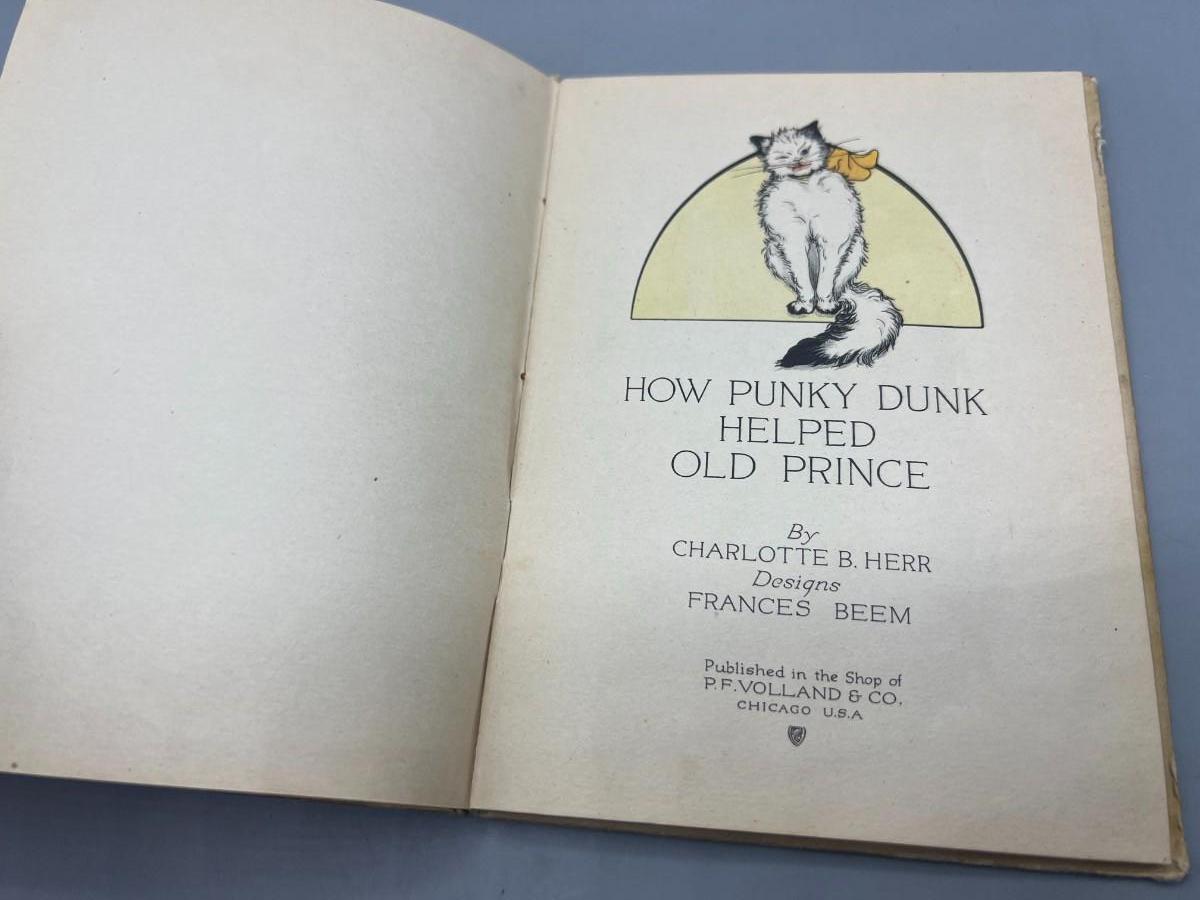 HOW PUNKY DUNK
HELPED
OLD PRINCE
By
CHARLOTTE B. HERR
Designs
FRANCES BEEM
Published in the Shop of
P. F. VOLLAND & CO.
CHICAGO U.S.A